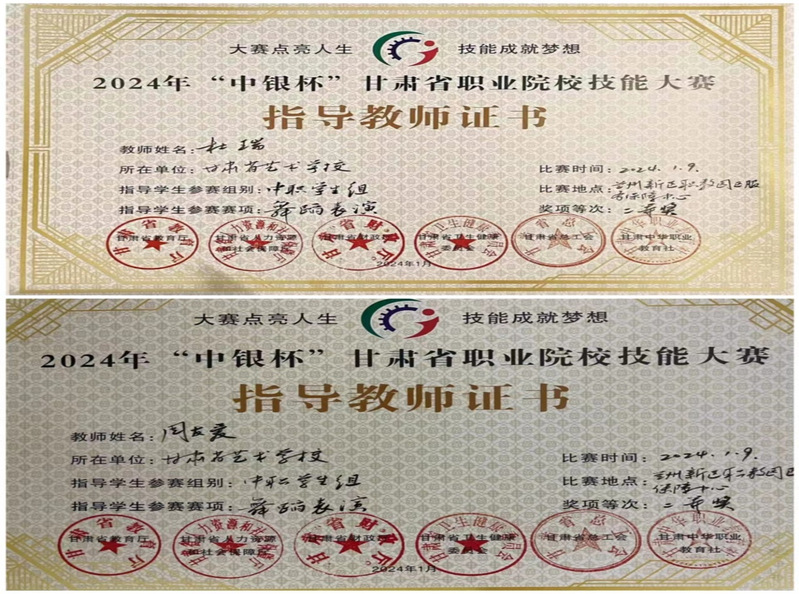 大赛点亮人生 技能成就梦想
2024年“中银杯”甘肃省职业院校技能大赛
指导教师证书
教师姓名：杜瑞
所在单位：甘肃省艺术学校
指导学生参赛组别：中职学生组
指导学生参赛赛项：舞蹈表演
比赛时间：2024.1.9.
比赛地点：兰州新区职教园区服
务保障中心
奖项等次：二等奖
甘肃省教育厅
甘肃省人力资源
和社会保障厅
甘肃省财政厅
甘肃省卫生健康
委员会
甘肃省总工会
甘肃中华职业
教育社
2024年1月
大赛点亮人生 技能成就梦想
2024年“中银杯”甘肃省职业院校技能大赛
指导教师证书
教师姓名：周友爱
所在单位：甘肃省艺术学校
指导学生参赛组别：中职学生组
指导学生参赛赛项：舞蹈表演
比赛时间：2024.1.9.
比赛地点：兰州新区职教园区
保障中心
奖项等次：二等奖
甘肃省教育厅
甘肃省人力资源
和社会保障厅
甘肃省财政厅
甘肃省卫生健康
委员会
甘肃省总工会
甘肃中华职业
教育社
2024年1月